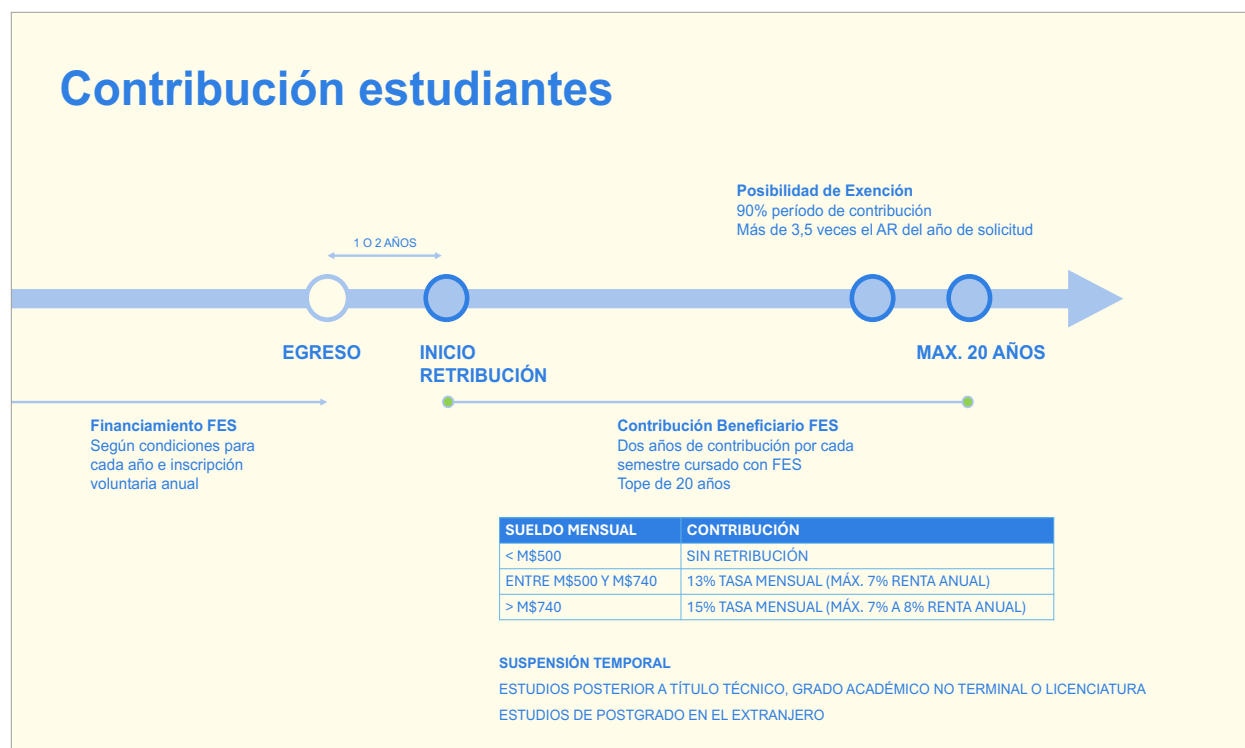 Contribución estudiantes
Posibilidad de Exención
90% período de contribución
Más de 3,5 veces el AR del año de solicitud
1 O 2 AÑOS
EGRESO
INICIO
RETRIBUCIÓN
MAX. 20 AÑOS
Financiamiento FES
Según condiciones para
cada año e inscripción
voluntaria anual
Contribución Beneficiario FES
Dos años de contribución por cada
semestre cursado con FES
Tope de 20 años
SUELDO MENSUAL CONTRIBUCIÓN
< M$500 SIN RETRIBUCIÓN
ENTRE M$500 Y M$740 13% TASA MENSUAL (MÁX. 7% RENTA ANUAL)
> M$740 15% TASA MENSUAL (MÁX. 7% A 8% RENTA ANUAL)
SUSPENSIÓN TEMPORAL
ESTUDIOS POSTERIOR A TÍTULO TÉCNICO, GRADO ACADÉMICO NO TERMINAL O LICENCIATURA
ESTUDIOS DE POSTGRADO EN EL EXTRANJERO